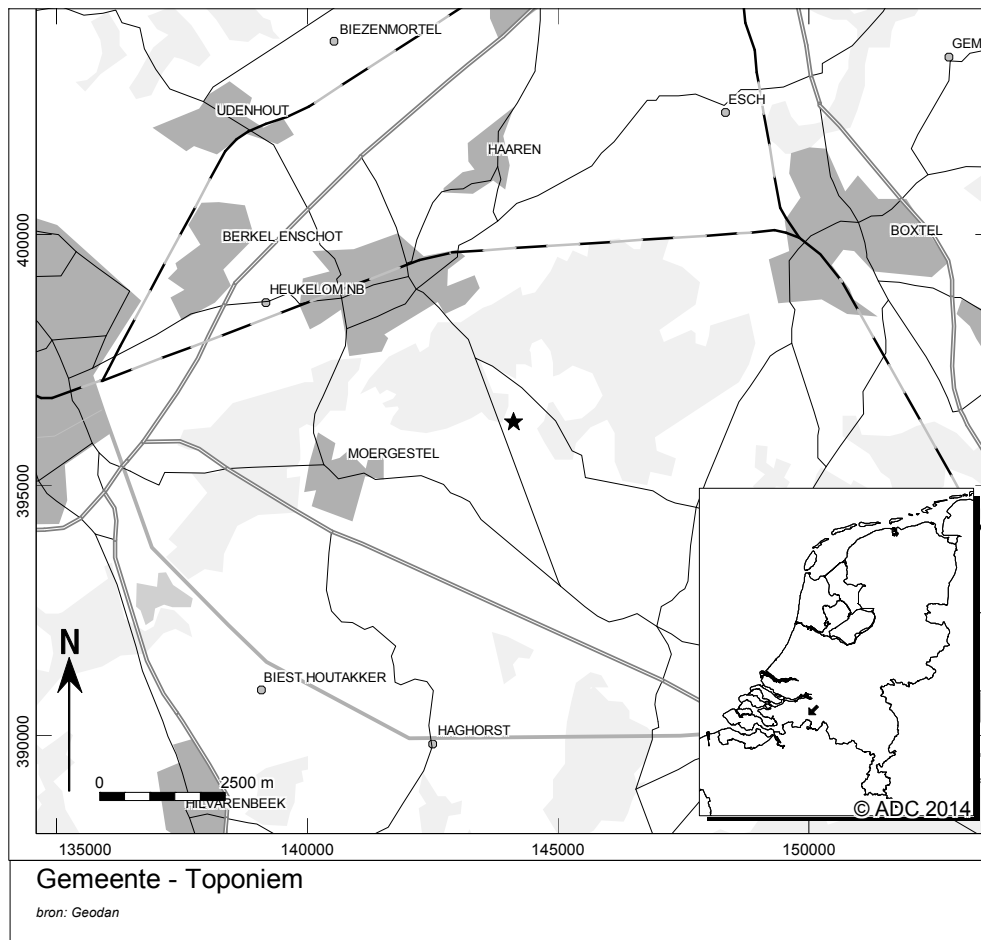 BIEZENMORTEL
GEM
UDENHOUT
ESCH
HAAREN
BERKEL ENSCHOT
BOXTEL
HEUKELOM NB
MOERGESTEL
BIEST HOUTAKKER
HAGHORST
HILVARENBEEK
400000
395000
390000
N
0 2500 m
© ADC 2014
135000 140000 145000 150000
Gemeente - Toponiem
bron: Geodan